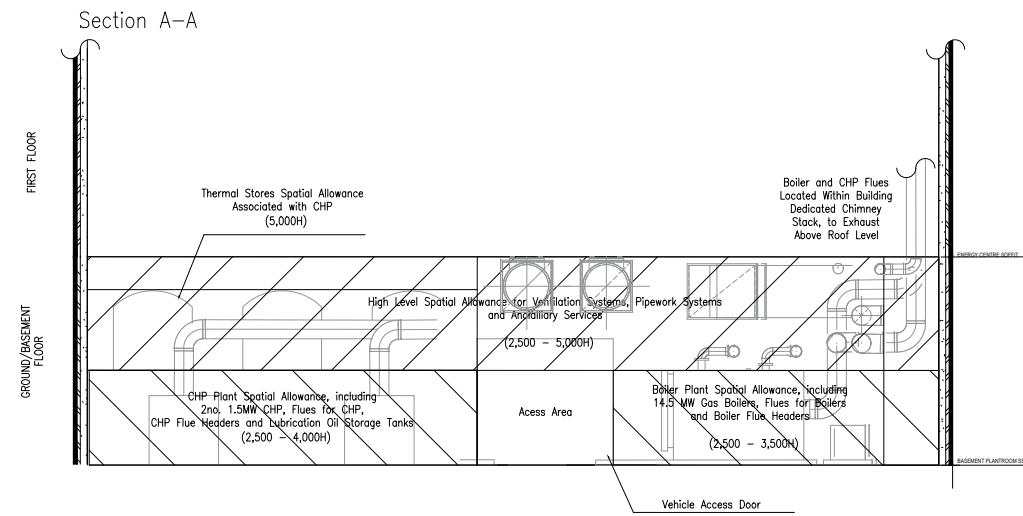 Section A-A
FIRST FLOOR
Thermal Stores Spatial Allowance
Associated with CHP
(5,000H)
Boiler and CHP Flues
Located Within Building
Dedicated Chimney
Stack, to Exhaust
Above Roof Level
ENERGY CENTRE SOFFIT
High Level Spatial Allowance for Ventilation Systems, Pipework Systems
and Ancilliary Services
(2,500 - 5,000H)
GROUND/BASEMENT
FLOOR
CHP Plant Spatial Allowance, including
2no. 1.5MW CHP, Flues for CHP,
CHP Flue Headers and Lubrication Oil Storage Tanks
(2,500 - 4,000H)
Acess Area
Boiler Plant Spatial Allowance, including
14.5 MW Gas Boilers, Flues for Boilers
and Boiler Flue Headers
(2,500 - 3,500H)
BASEMENT PLANTROOM
Vehicle Access Door